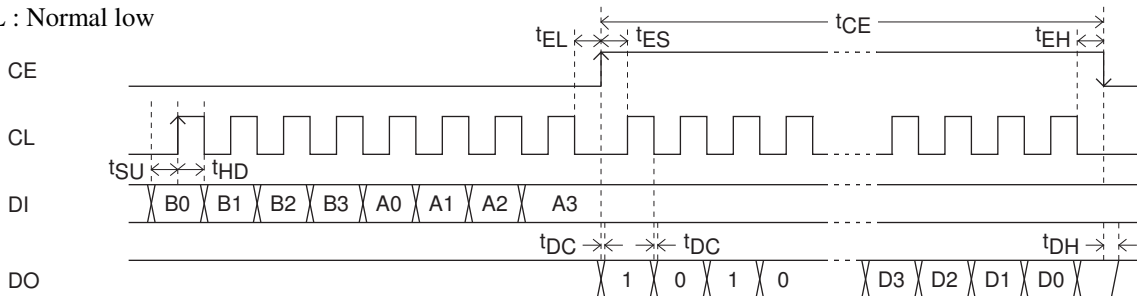 L : Normal low
tCE
tEL tES tEH
CE
CL
tSU tHD
DI B0 B1 B2 B3 A0 A1 A2 A3
tDC tDC tDH
DO 1 0 1 0 D3 D2 D1 D0